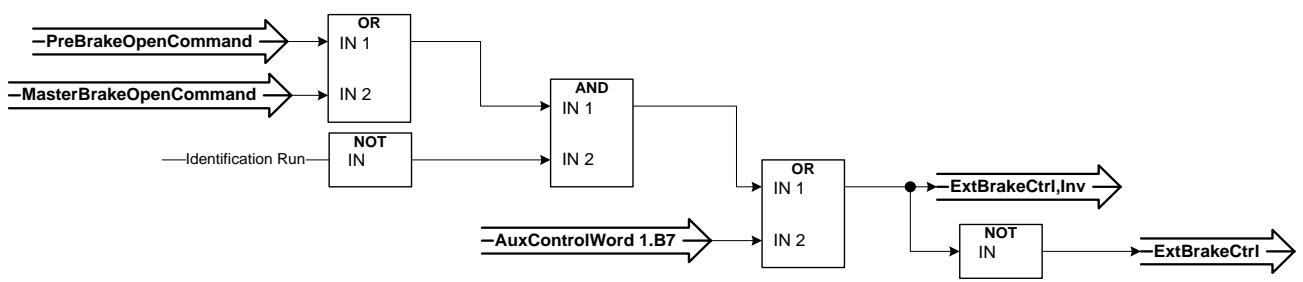 OR
PreBrakeOpenCommand
IN 1
MasterBrakeOpenCommand
IN 2
AND
IN 1
NOT
Identification Run
IN
IN 2
OR
IN 1
ExtBrakeCtrl,Inv
AuxControlWord 1.B7
IN 2
NOT
IN
ExtBrakeCtrl